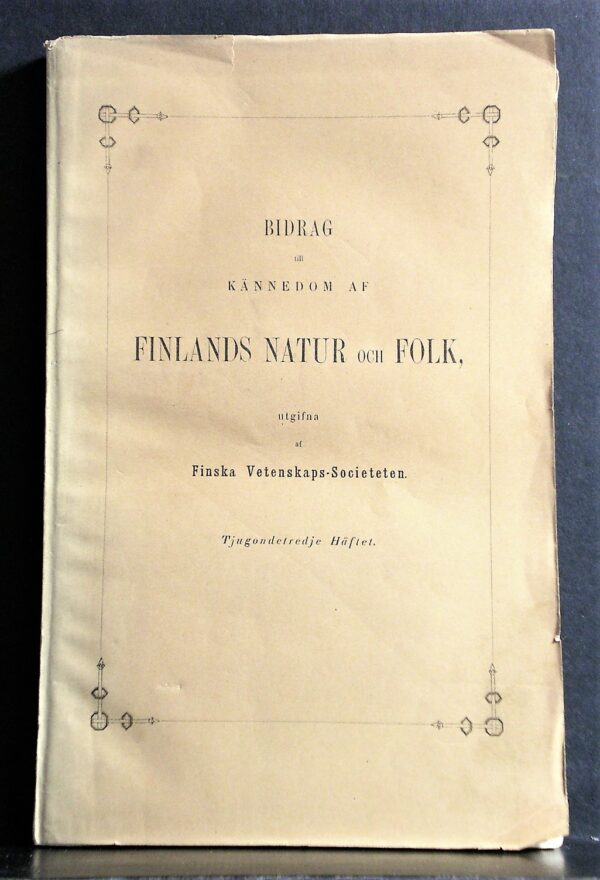 BIDRAG
till
KÄNNEDOM AF
FINLANDS NATUR OCH FOLK,
utgifna
af
Finska Vetenskaps-Societeten.
Tjugondetredje Häftet.